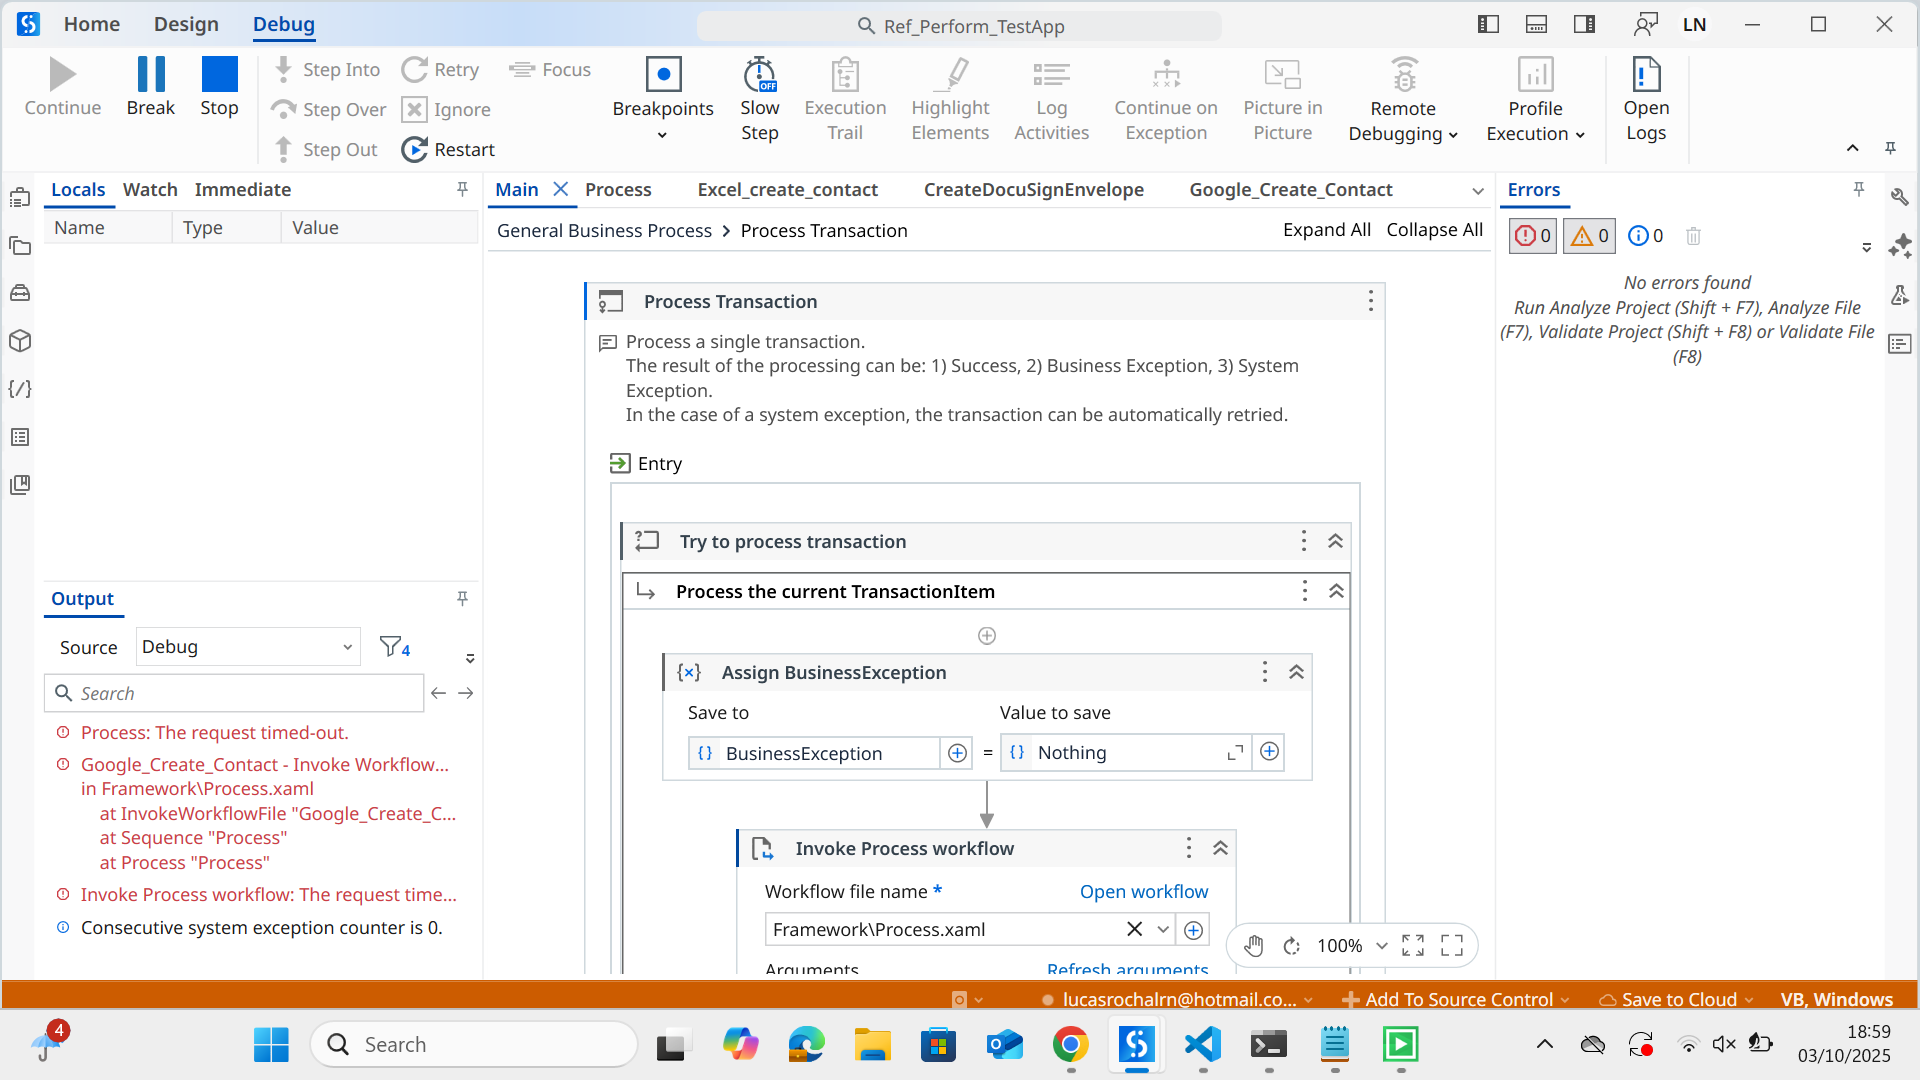 Home Design Debug
Ref_Perform_TestApp
LN
Continue Break Stop
Step Into Retry Focus
Step Over Ignore
Step Out Restart
Breakpoints
Slow Step
OFF
Execution Trail
Highlight Elements
Log Activities
Continue on Exception
Picture in Picture
Remote Debugging
Profile Execution
Open Logs
Locals Watch Immediate
Name Type Value
Output
Source Debug 4
Search
Process: The request timed-out.
Google_Create_Contact - Invoke Workflow...
in Framework\Process.xaml
at InvokeWorkflowFile "Google_Create_C...
at Sequence "Process"
at Process "Process"
Invoke Process workflow: The request time...
Consecutive system exception counter is 0.
Main Process Excel_create_contact CreateDocuSignEnvelope Google_Create_Contact
General Business Process > Process Transaction Expand All Collapse All
Process Transaction
Process a single transaction.
The result of the processing can be: 1) Success, 2) Business Exception, 3) System
Exception.
In the case of a system exception, the transaction can be automatically retried.
Entry
Try to process transaction
Process the current TransactionItem
Assign BusinessException
Save to Value to save
BusinessException = Nothing
Invoke Process workflow
Workflow file name * Open workflow
Framework\Process.xaml
Arguments Refresh arguments
100%
Errors
0 0 0
No errors found
Run Analyze Project (Shift + F7), Analyze File
(F7), Validate Project (Shift + F8) or Validate File
(F8)
lucasrochalrn@hotmail.co... Add To Source Control Save to Cloud VB, Windows
4
Search
18:59
03/10/2025